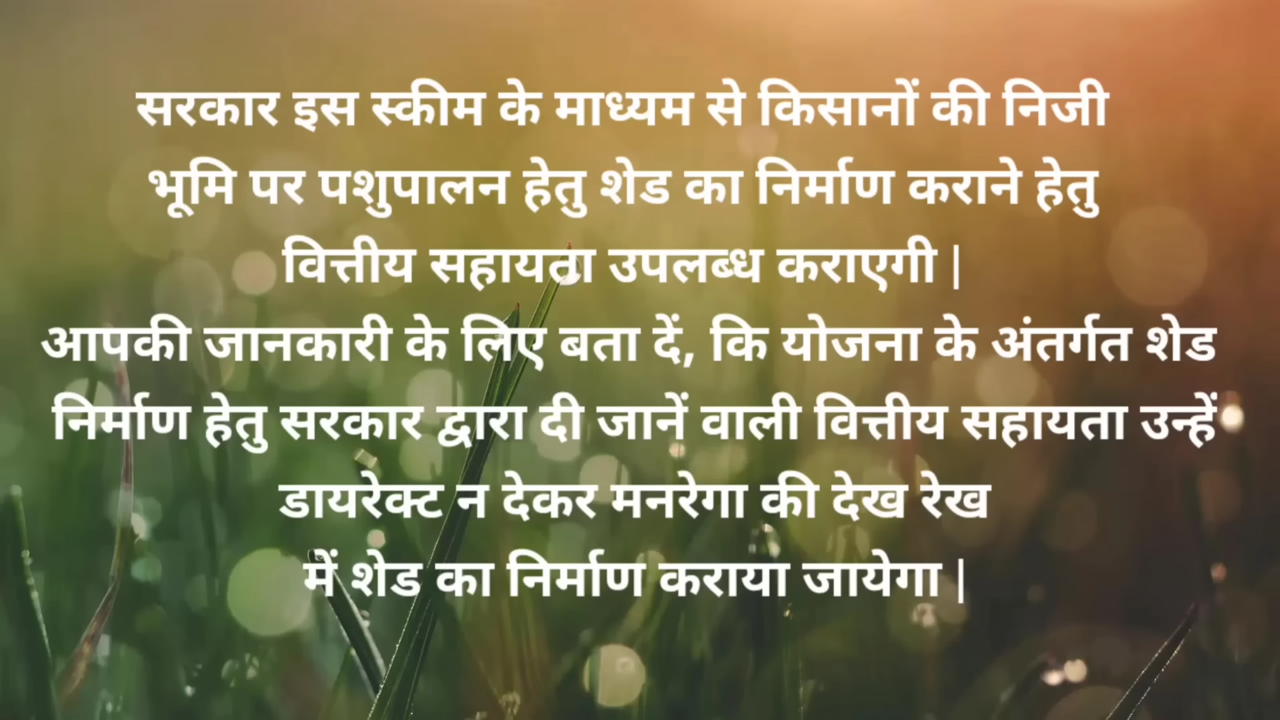 सरकार इस स्कीम के माध्यम से किसानों की निजी
भूमि पर पशुपालन हेतु शेड का निर्माण कराने हेतु
वित्तीय सहायता उपलब्ध कराएगी |
आपकी जानकारी के लिए बता दें, कि योजना के अंतर्गत शेड
निर्माण हेतु सरकार द्वारा दी जानें वाली वित्तीय सहायता उन्हें
डायरेक्ट न देकर मनरेगा की देख रेख
में शेड का निर्माण कराया जायेगा |